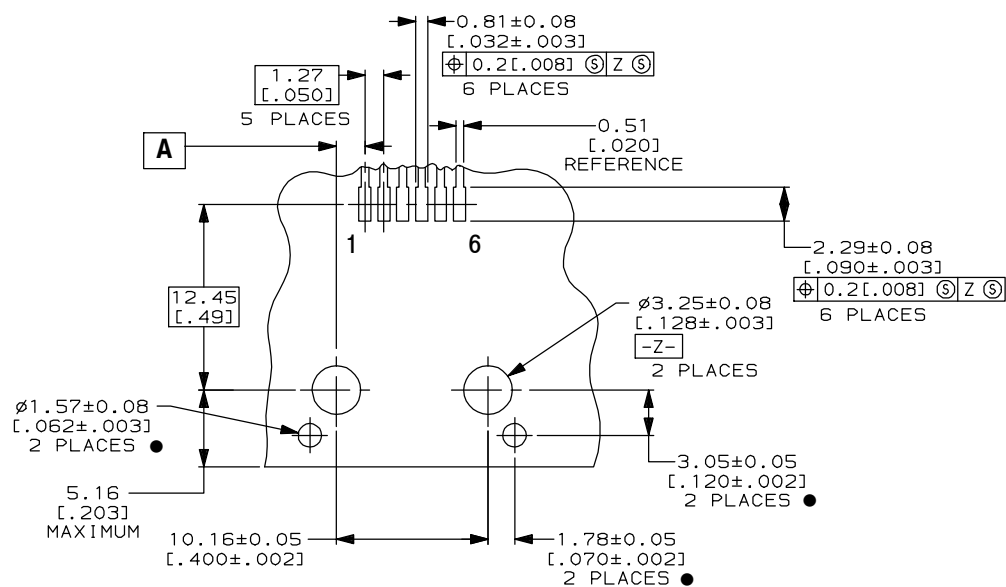 0.81±0.08
[.032±.003]
⌖ 0.2[.008] Ⓢ Z Ⓢ
6 PLACES
1.27
[.050]
5 PLACES
0.51
[.020]
REFERENCE
A
1
6
2.29±0.08
[.090±.003]
⌖ 0.2[.008] Ⓢ Z Ⓢ
6 PLACES
12.45
[.49]
ø3.25±0.08
[.128±.003]
-Z-
2 PLACES
ø1.57±0.08
[.062±.003]
2 PLACES ●
3.05±0.05
[.120±.002]
2 PLACES ●
5.16
[.203]
MAXIMUM
10.16±0.05
[.400±.002]
1.78±0.05
[.070±.002]
2 PLACES ●